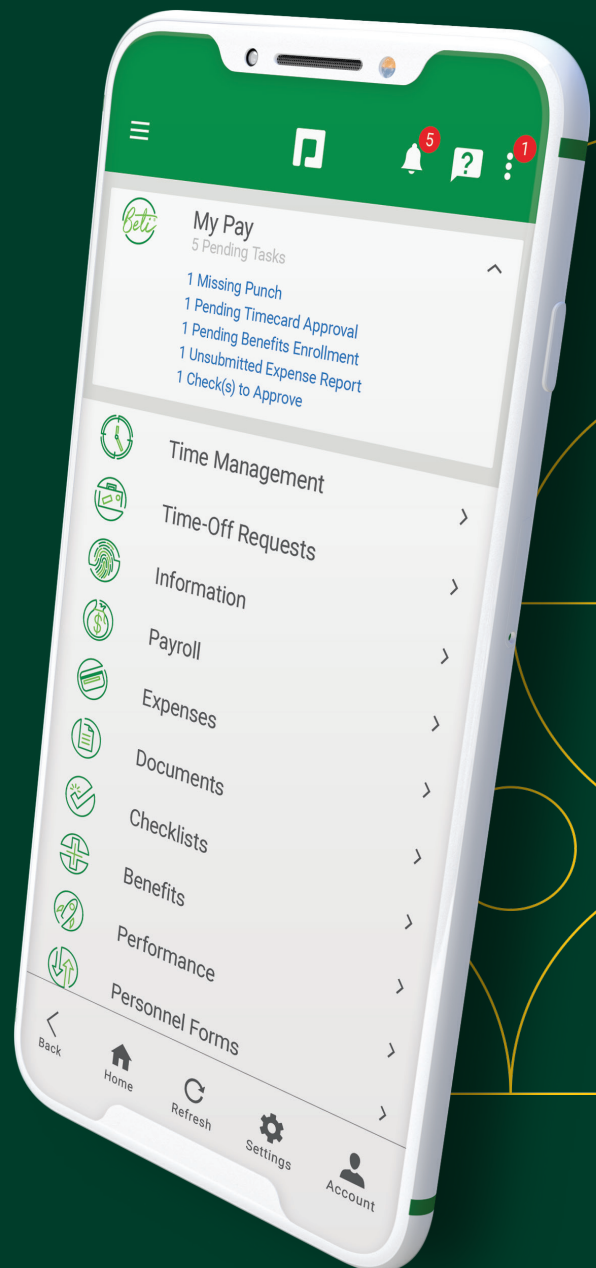 5
?
1
Beti
My Pay
5 Pending Tasks
1 Missing Punch
1 Pending Timecard Approval
1 Pending Benefits Enrollment
1 Unsubmitted Expense Report
1 Check(s) to Approve
Time Management
Time-Off Requests
Information
Payroll
Expenses
Documents
Checklists
Benefits
Performance
Personnel Forms
Back
Home
Refresh
Settings
Account